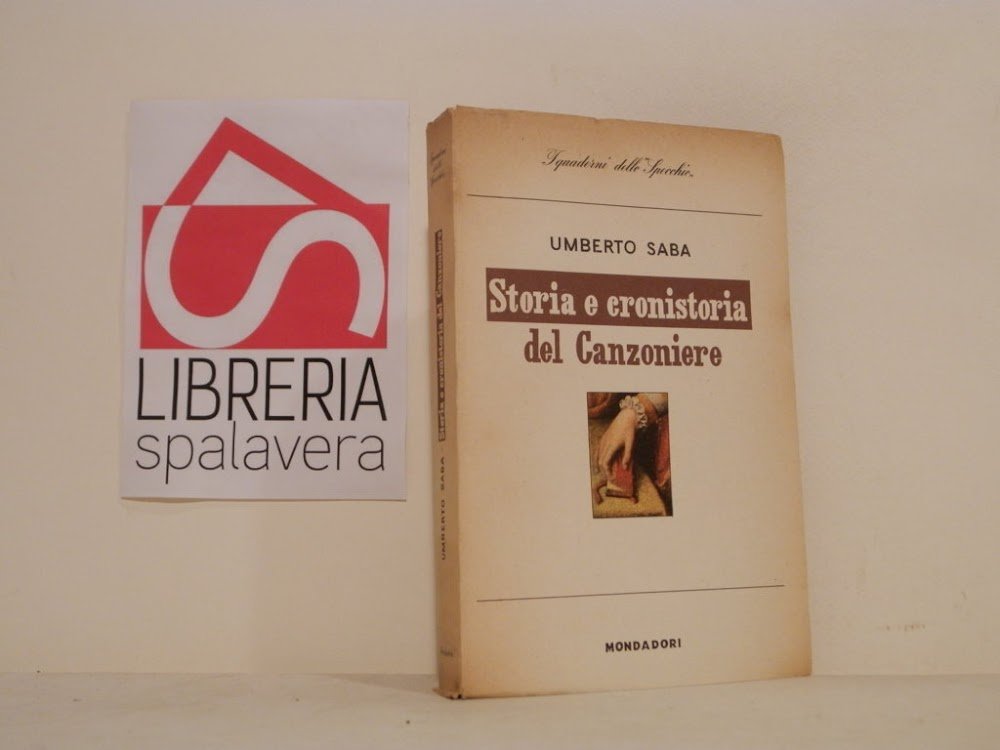 LIBRERIA
spalavera
I quaderni dello "Specchio"
UMBERTO SABA
Storia e cronistoria
del Canzoniere
MONDADORI
UMBERTO SABA · Storia e cronistoria del Canzoniere